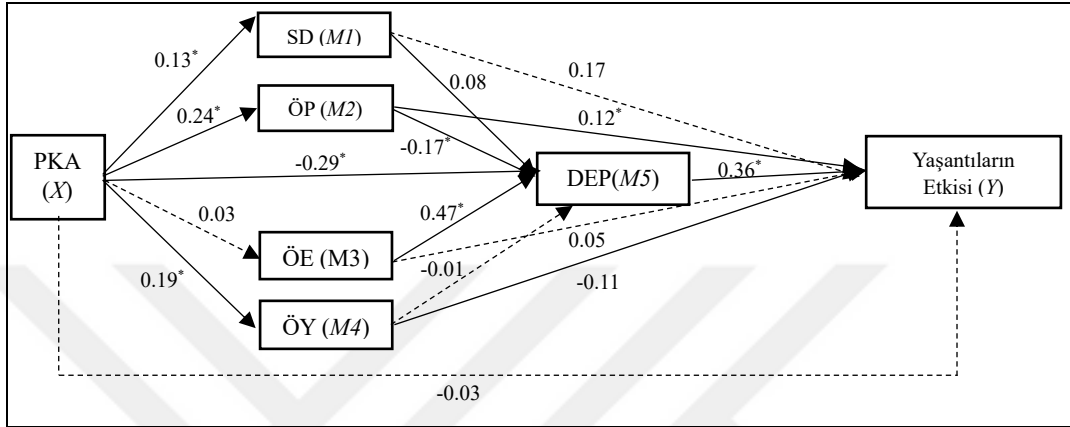 SD (M1)
0.17
0.13*
0.08
ÖP (M2)
0.24*
0.12*
-0.17*
PKA
(X)
-0.29*
DEP(M5)
0.36*
Yaşantıların
Etkisi (Y)
0.03
0.47*
ÖE (M3)
0.05
-0.01
0.19*
-0.11
ÖY (M4)
-0.03